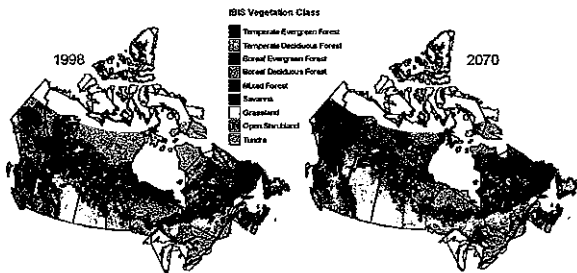 IBIS Vegetation Class
Temperate Evergreen Forest
Temperate Deciduous Forest
Boreal Evergreen Forest
Boreal Deciduous Forest
Mixed Forest
Savanna
Grassland
Open Shrubland
Tundra
1998
2070